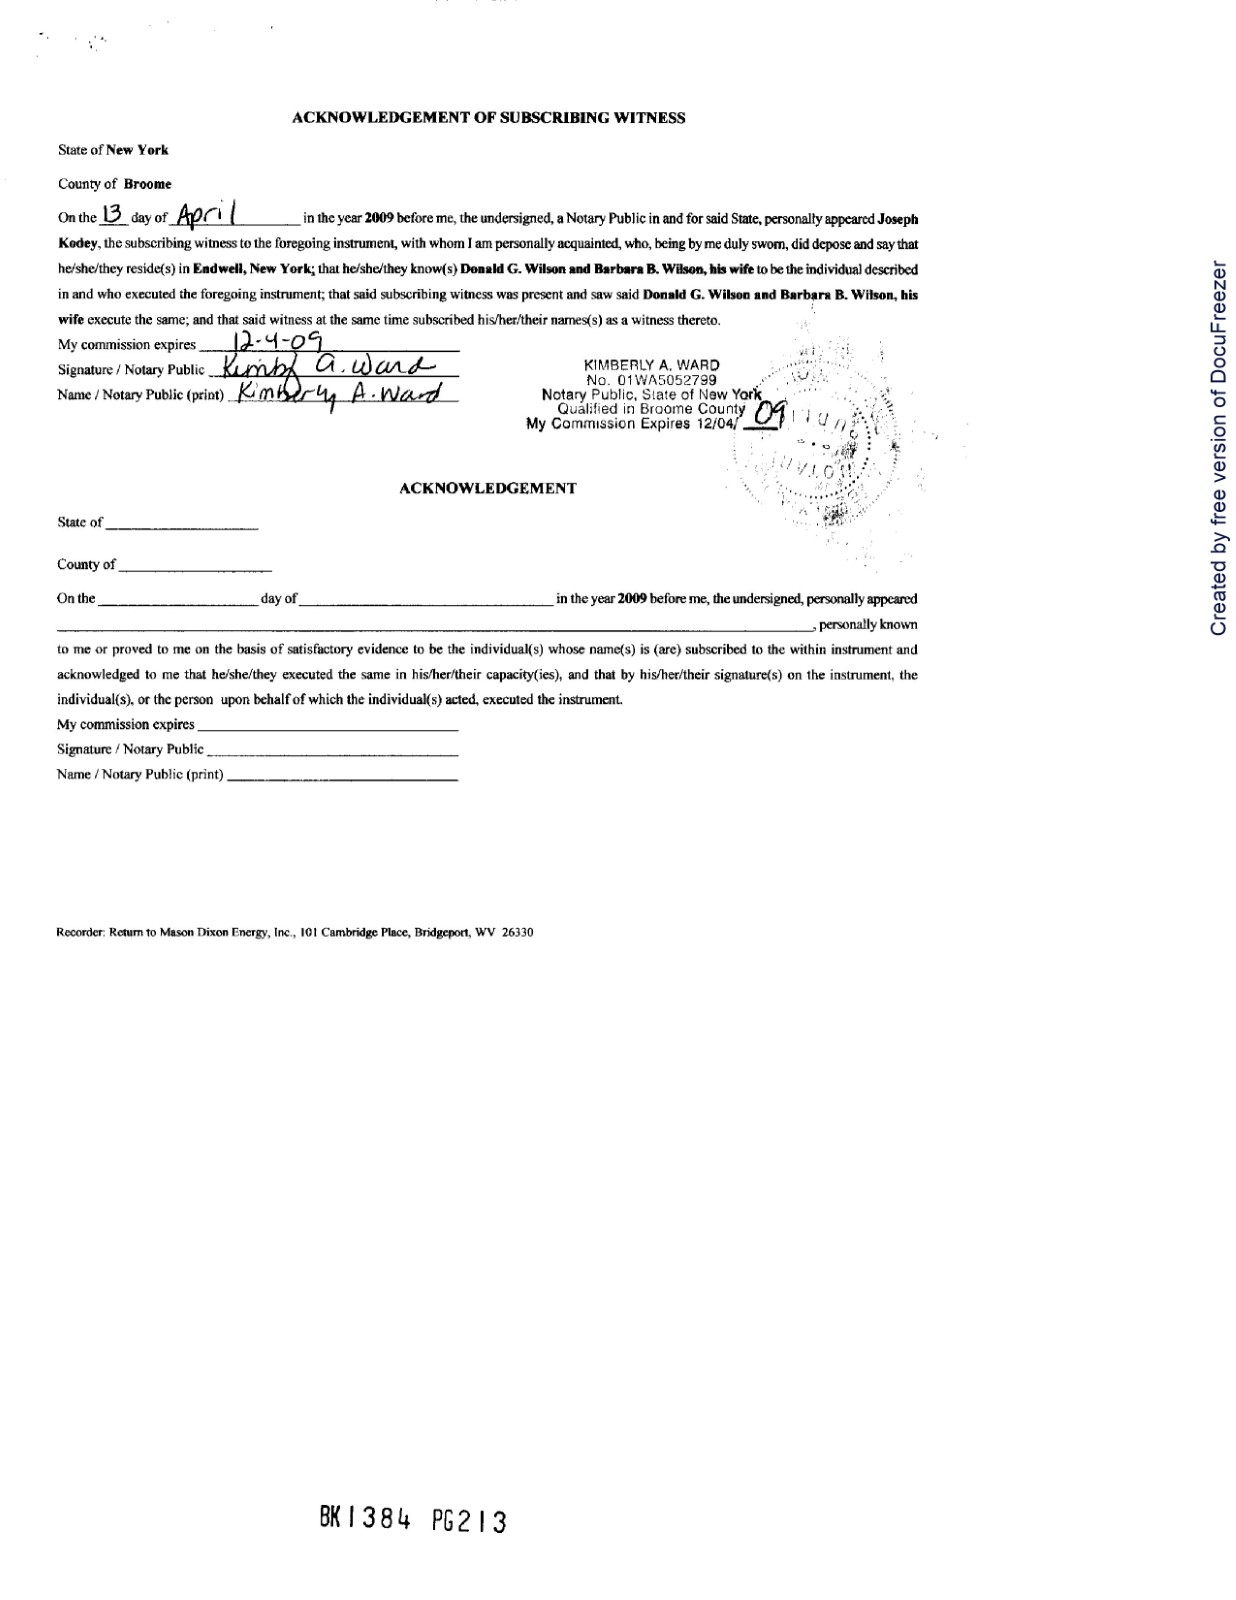 ACKNOWLEDGEMENT OF SUBSCRIBING WITNESS
State of New York
County of Broome
On the 13 day of April in the year 2009 before me, the undersigned, a Notary Public in and for said State, personally appeared Joseph
Kodey, the subscribing witness to the foregoing instrument, with whom I am personally acquainted, who, being by me duly sworn, did depose and say that
he/she/they reside(s) in Endwell, New York; that he/she/they know(s) Donald G. Wilson and Barbara B. Wilson, his wife to be the individual described
in and who executed the foregoing instrument; that said subscribing witness was present and saw said Donald G. Wilson and Barbara B. Wilson, his
wife execute the same; and that said witness at the same time subscribed his/her/their names(s) as a witness thereto.
My commission expires 12-4-09
Signature / Notary Public Kimb A. Ward
Name / Notary Public (print) Kimberly A. Ward
KIMBERLY A. WARD
No. 01WA5052799
Notary Public, State of New York
Qualified in Broome County
My Commission Expires 12/04/ 09
ACKNOWLEDGEMENT
State of
County of
On the day of in the year 2009 before me, the undersigned, personally appeared
, personally known
to me or proved to me on the basis of satisfactory evidence to be the individual(s) whose name(s) is (are) subscribed to the within instrument and
acknowledged to me that he/she/they executed the same in his/her/their capacity(ies), and that by his/her/their signature(s) on the instrument, the
individual(s), or the person upon behalf of which the individual(s) acted, executed the instrument.
My commission expires
Signature / Notary Public
Name / Notary Public (print)
Recorder: Return to Mason Dixon Energy, Inc., 101 Cambridge Place, Bridgeport, WV 26330
BK1384 PG213
Created by free version of DocuFreezer